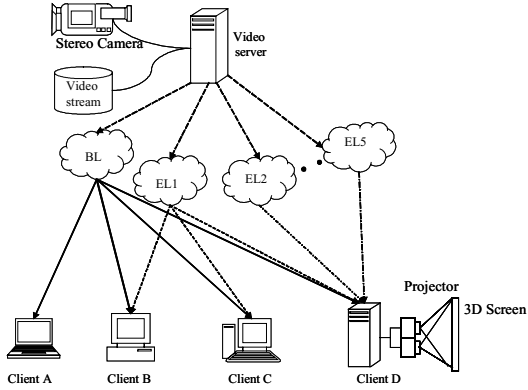 Stereo Camera
Video
server
Video
stream
BL
EL1
EL2
EL5
Projector
3D Screen
Client A
Client B
Client C
Client D